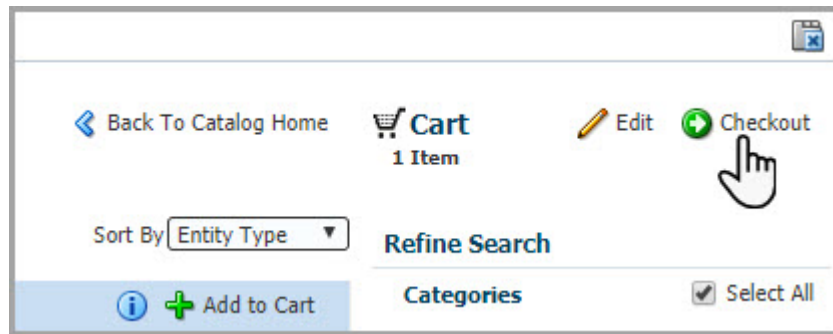 Back To Catalog Home
Cart
1 Item
Edit
Checkout
Sort By Entity Type
Refine Search
Add to Cart
Categories
Select All